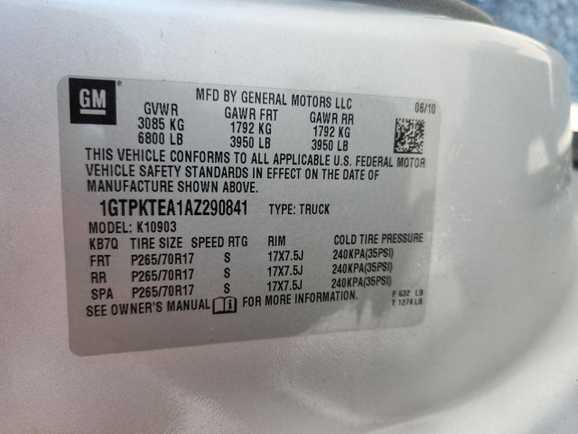 GM
MFD BY GENERAL MOTORS LLC 06/10
GVWR GAWR FRT GAWR RR
3085 KG 1792 KG 1792 KG
6800 LB 3950 LB 3950 LB
THIS VEHICLE CONFORMS TO ALL APPLICABLE U.S. FEDERAL MOTOR
VEHICLE SAFETY STANDARDS IN EFFECT ON THE DATE OF
MANUFACTURE SHOWN ABOVE.
1GTPKTEA1AZ290841 TYPE: TRUCK
MODEL: K10903
KB7Q TIRE SIZE SPEED RTG RIM COLD TIRE PRESSURE
FRT P265/70R17 S 17X7.5J 240KPA(35PSI)
RR P265/70R17 S 17X7.5J 240KPA(35PSI)
SPA P265/70R17 S 17X7.5J 240KPA(35PSI)
SEE OWNER'S MANUAL FOR MORE INFORMATION.
F 632 LB
T 1274 LB